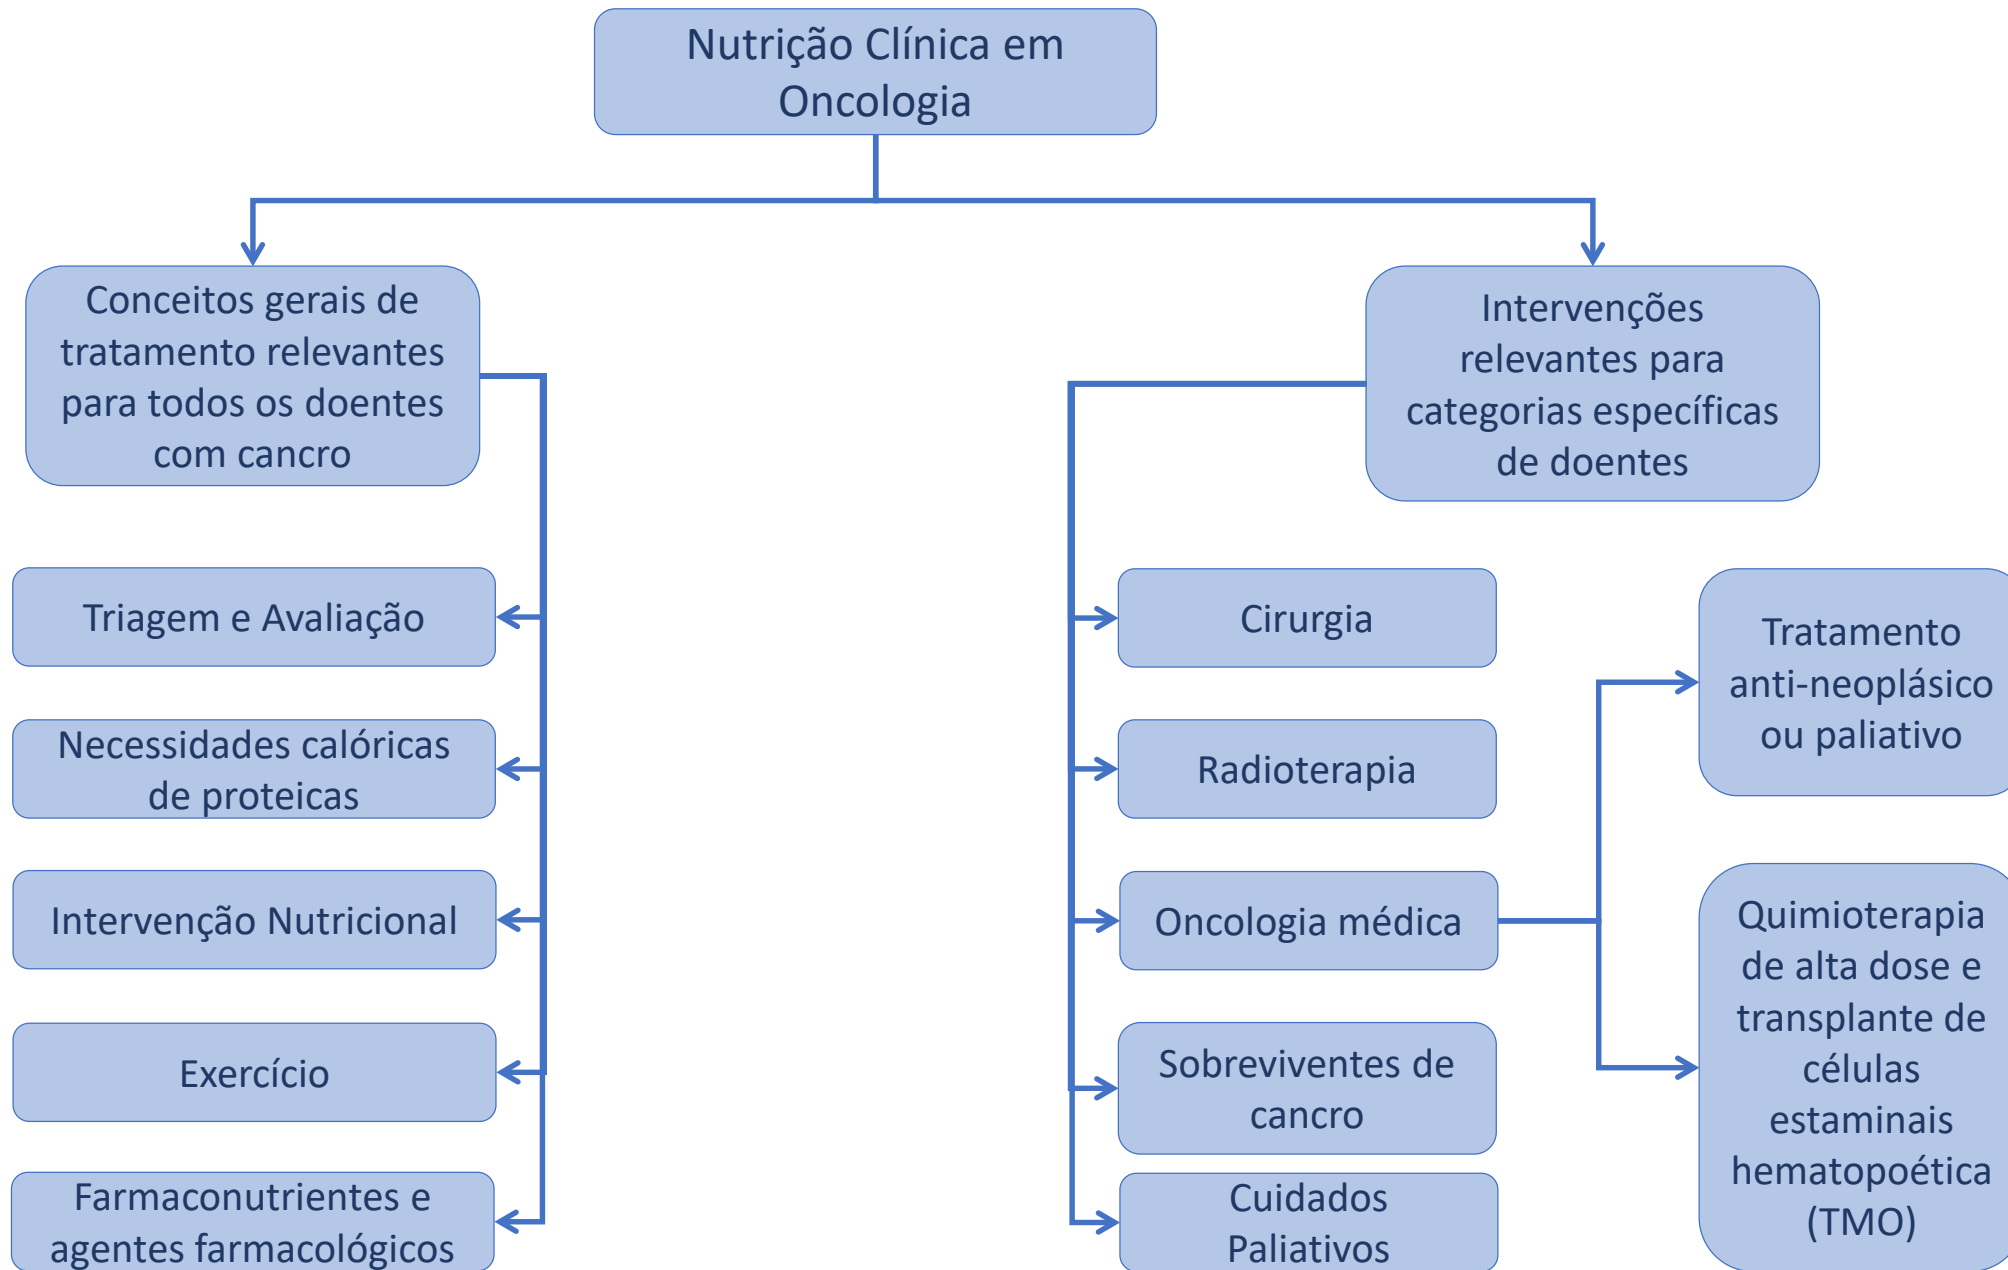 Nutrição Clínica em
Oncologia
Conceitos gerais de
tratamento relevantes
para todos os doentes
com cancro
Triagem e Avaliação
Necessidades calóricas
de proteicas
Intervenção Nutricional
Exercício
Farmaconutrientes e
agentes farmacológicos
Intervenções
relevantes para
categorias específicas
de doentes
Cirurgia
Radioterapia
Oncologia médica
Sobreviventes de
cancro
Cuidados
Paliativos
Tratamento
anti-neoplásico
ou paliativo
Quimioterapia
de alta dose e
transplante de
células
estaminais
hematopoética
(TMO)